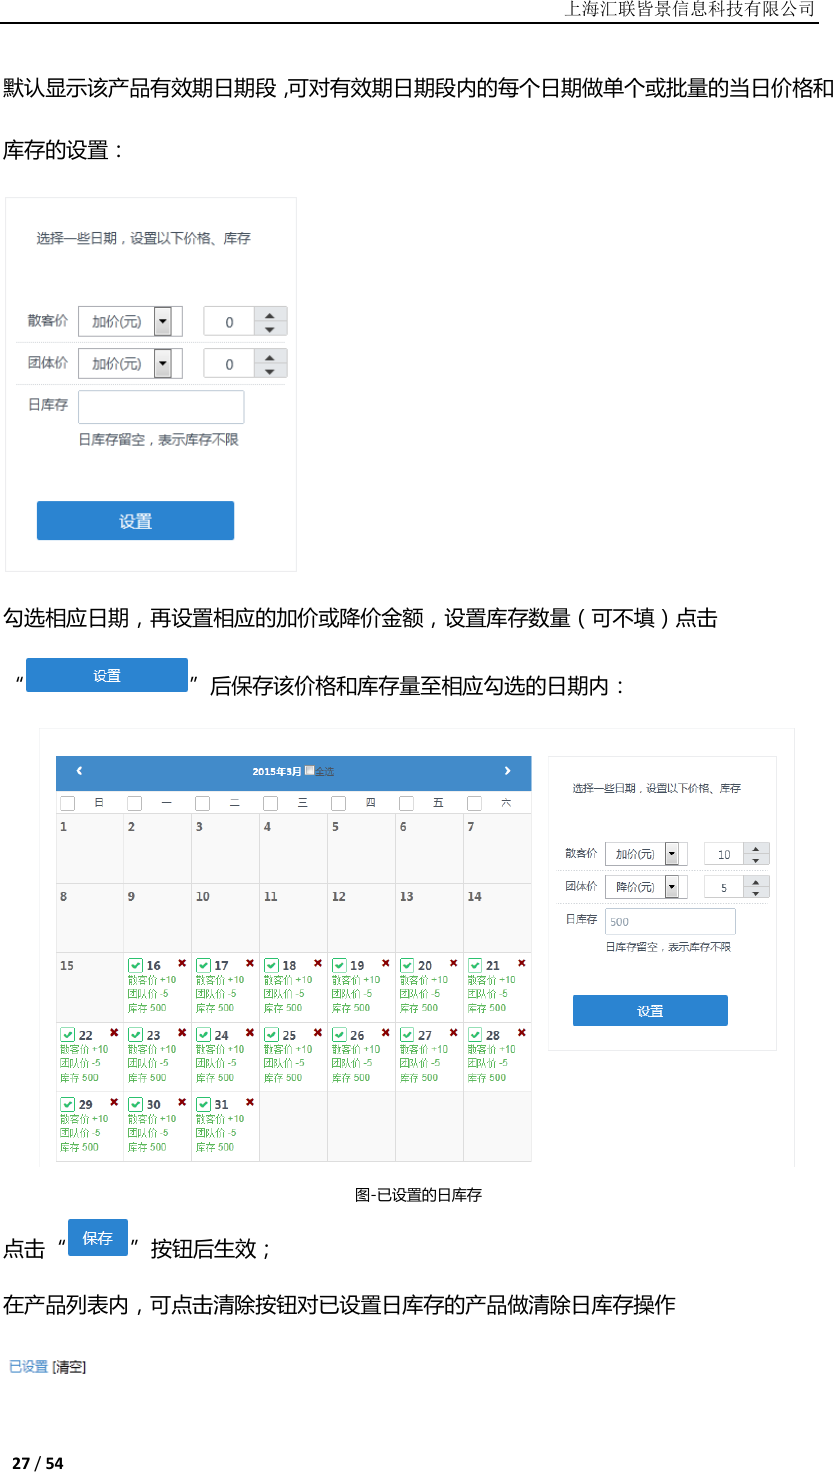 上海汇联皆景信息科技有限公司
默认显示该产品有效期日期段，可对有效期日期段内的每个日期做单个或批量的当日价格和
库存的设置：
选择一些日期，设置以下价格、库存
散客价 加价(元) 0
团体价 加价(元) 0
日库存
日库存留空，表示库存不限
设置
勾选相应日期，再设置相应的加价或降价金额，设置库存数量（可不填）点击
“ 设置 ”后保存该价格和库存量至相应勾选的日期内：
2015年3月 全选
日 一 二 三 四 五 六
1 2 3 4 5 6 7
8 9 10 11 12 13 14
15 16 17 18 19 20 21
散客价 +10 散客价 +10 散客价 +10 散客价 +10 散客价 +10 散客价 +10
团队价 -5 团队价 -5 团队价 -5 团队价 -5 团队价 -5 团队价 -5
库存 500 库存 500 库存 500 库存 500 库存 500 库存 500
22 23 24 25 26 27 28
散客价 +10 散客价 +10 散客价 +10 散客价 +10 散客价 +10 散客价 +10 散客价 +10
团队价 -5 团队价 -5 团队价 -5 团队价 -5 团队价 -5 团队价 -5 团队价 -5
库存 500 库存 500 库存 500 库存 500 库存 500 库存 500 库存 500
29 30 31
散客价 +10 散客价 +10 散客价 +10
团队价 -5 团队价 -5 团队价 -5
库存 500 库存 500 库存 500
选择一些日期，设置以下价格、库存
散客价 加价(元) 10
团体价 降价(元) 5
日库存 500
日库存留空，表示库存不限
设置
图-已设置的日库存
点击“ 保存 ”按钮后生效；
在产品列表内，可点击清除按钮对已设置日库存的产品做清除日库存操作
已设置 [清空]
27 / 54